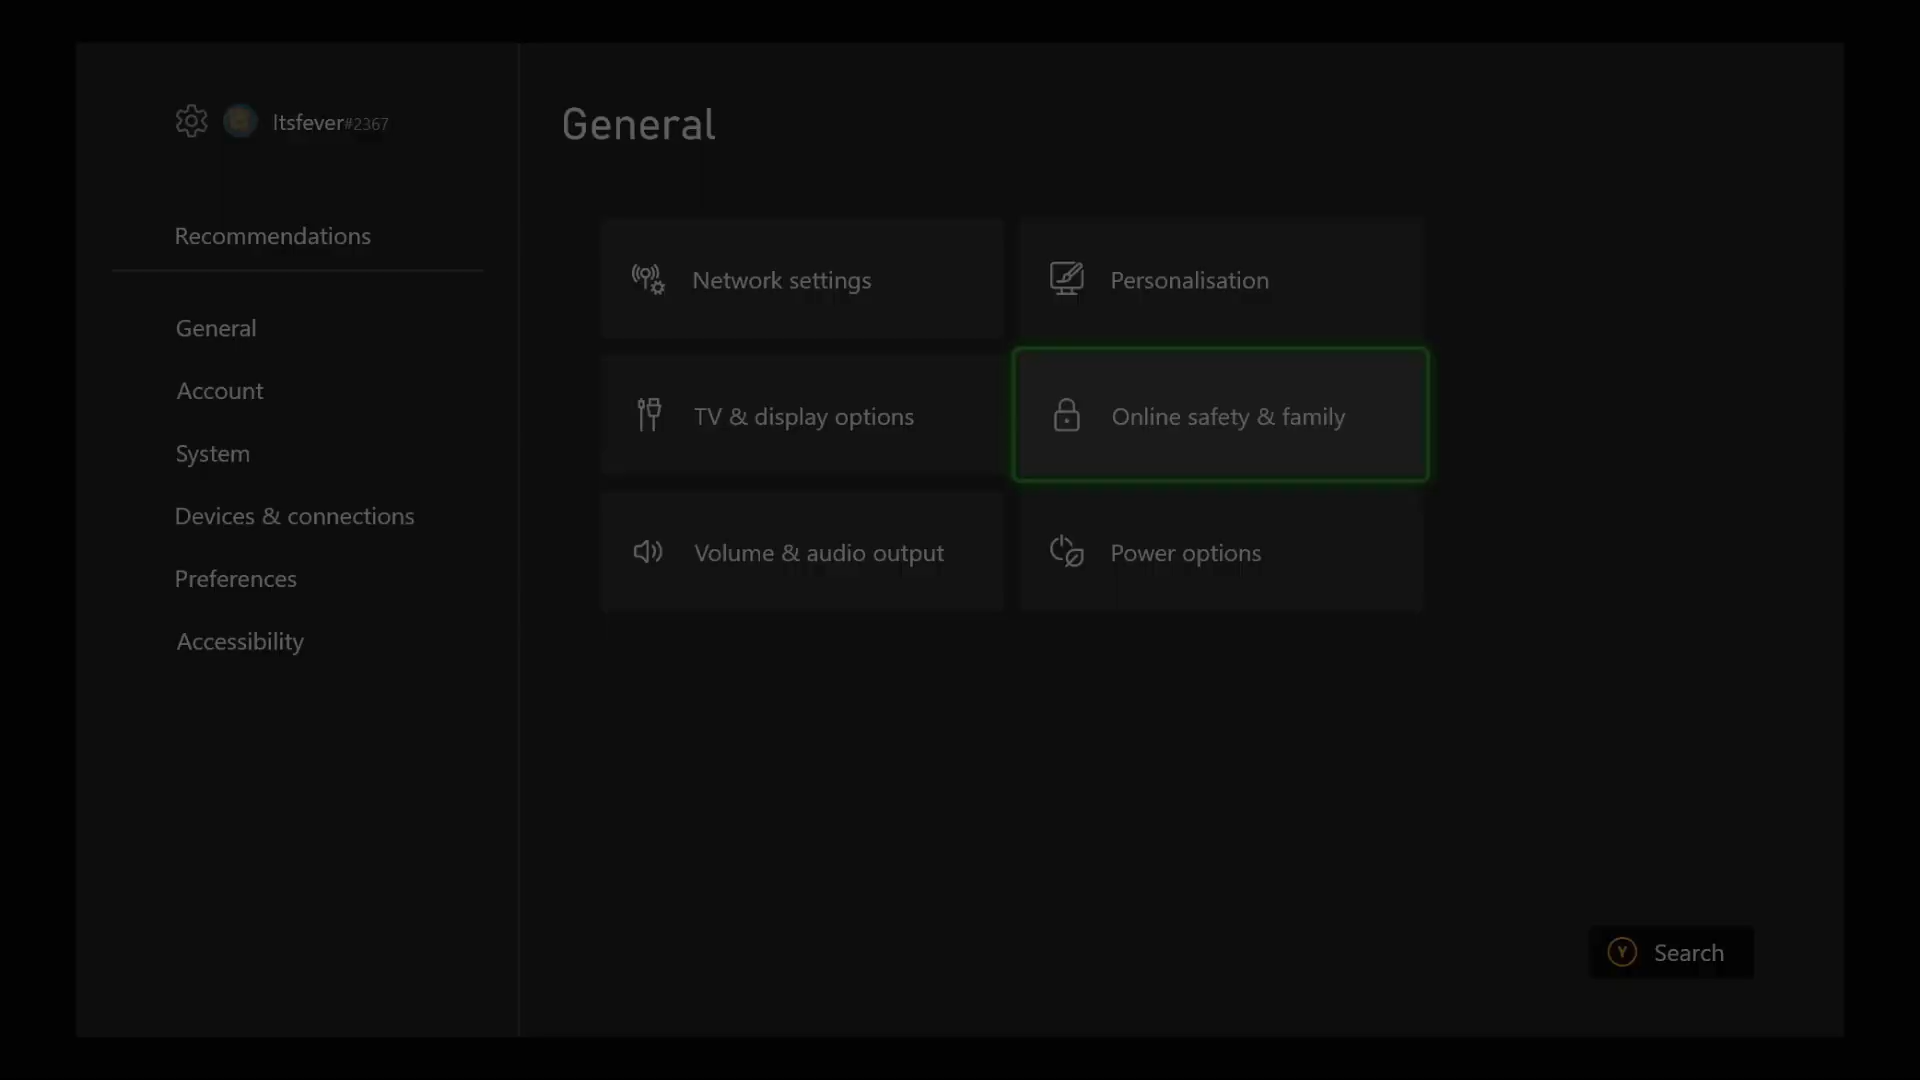 Itsfever#2367
Recommendations
General
Account
System
Devices & connections
Preferences
Accessibility
General
Network settings
Personalisation
TV & display options
Online safety & family
Volume & audio output
Power options
Y Search